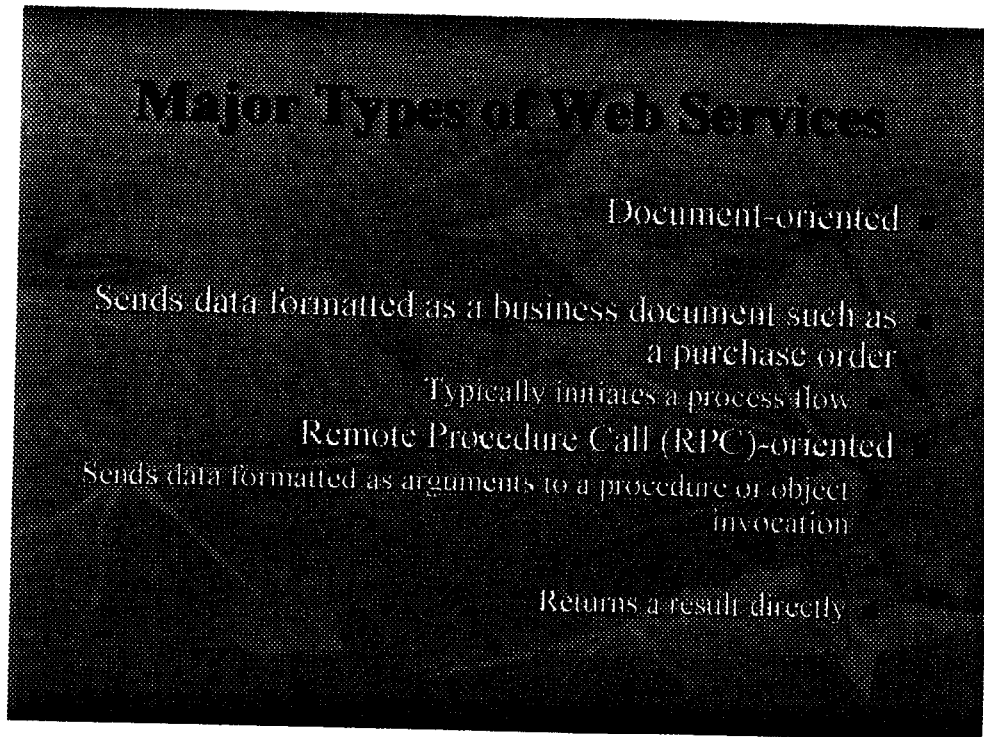 Major Types of Web Services
Document-oriented
Sends data formatted as a business document such as
a purchase order
Typically initiates a process flow
Remote Procedure Call (RPC)-oriented
Sends data formatted as arguments to a procedure or object
invocation
Returns a result directly